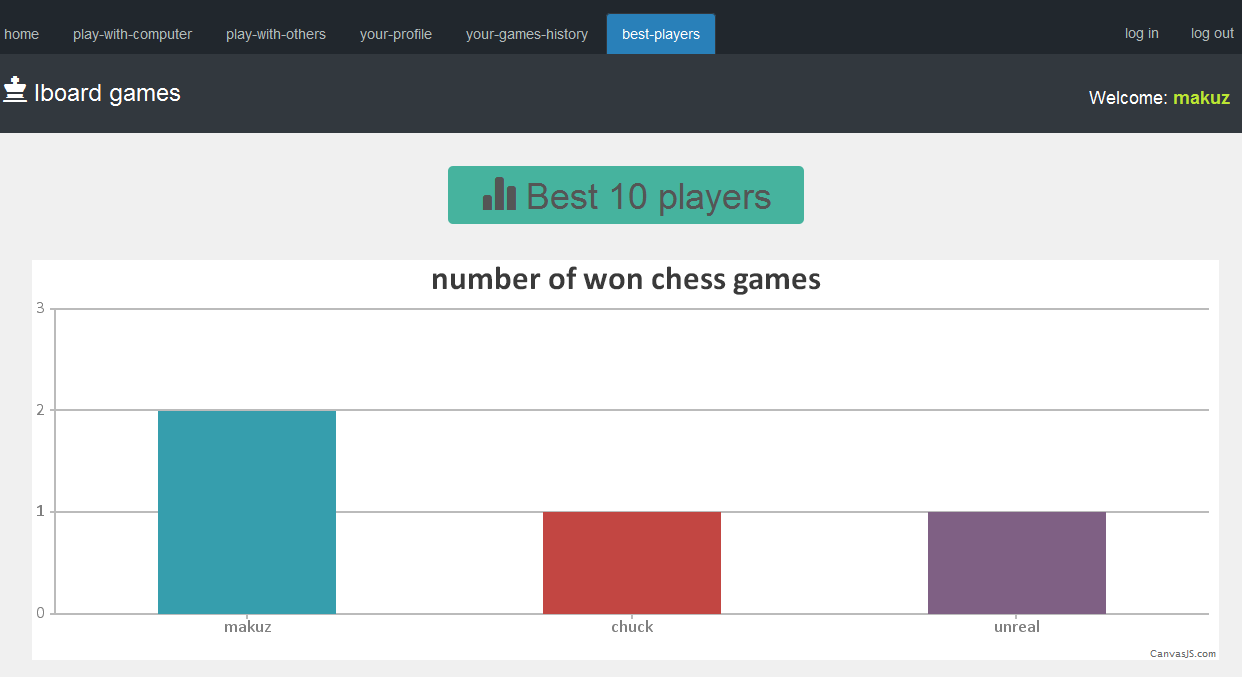 home play-with-computer play-with-others your-profile your-games-history best-players log in log out
Iboard games
Welcome: makuz
Best 10 players
number of won chess games
3
2
1
0
makuz chuck unreal
CanvasJS.com